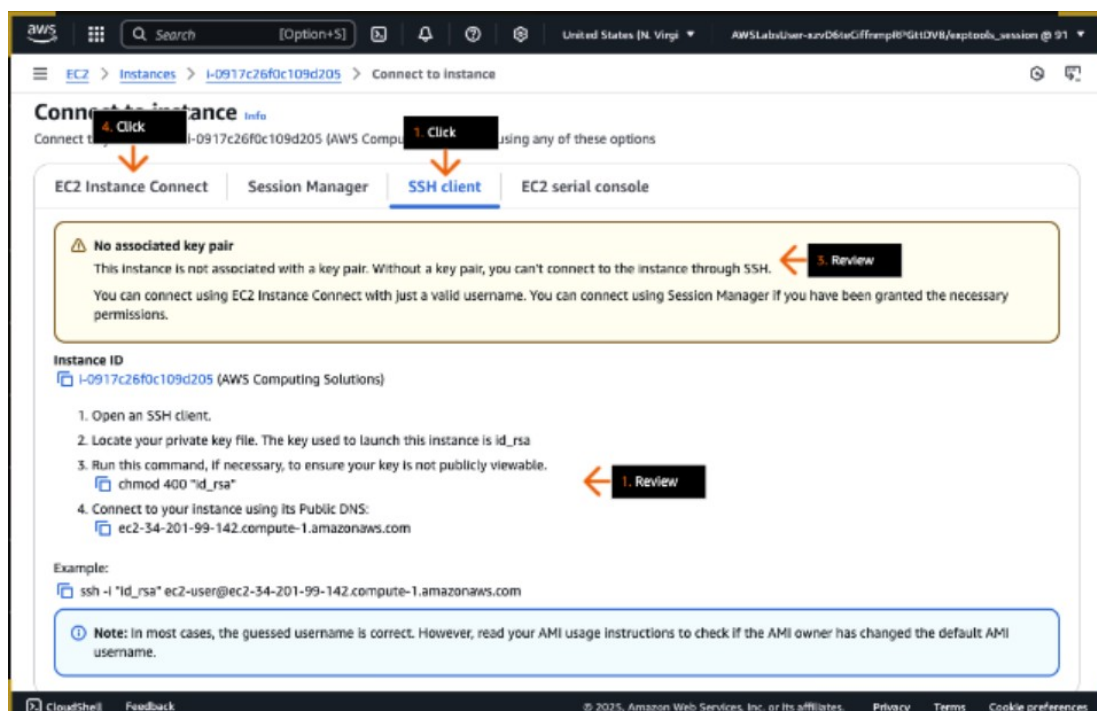 aws Search [Option+S] United States (N. Virgi
EC2 > Instances > i-0917c26f0c109d205 > Connect to instance
Info
4. Click
1. Click
i-0917c26f0c109d205 (AWS using any of these options
EC2 Instance Connect Session Manager SSH client EC2 serial console
No associated key pair
This instance is not associated with a key pair. Without a key pair, you can't connect to the instance through SSH.
3. Review
You can connect using EC2 Instance Connect with just a valid username. You can connect using Session Manager if you have been granted the necessary
permissions.
Instance ID
i-0917c26f0c109d205 (AWS Computing Solutions)
1. Open an SSH client.
2. Locate your private key file. The key used to launch this instance is id_rsa
3. Run this command, if necessary, to ensure your key is not publicly viewable.
chmod 400 "id_rsa"
1. Review
4. Connect to your instance using its Public DNS:
ec2-34-201-99-142.compute-1.amazonaws.com
Example:
ssh -i "id_rsa" ec2-user@ec2-34-201-99-142.compute-1.amazonaws.com
Note: In most cases, the guessed username is correct. However, read your AMI usage instructions to check if the AMI owner has changed the default AMI
username.
CloudShell Feedback © 2025, Amazon Web Services, Inc. or its affiliates. Privacy Terms Cookie preferences